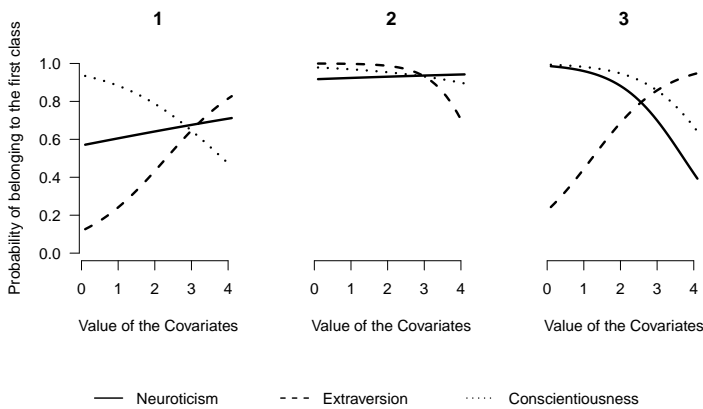 1 2 3
Probability of belonging to the first class
1.0
0.8
0.6
0.4
0.2
0.0
0 1 2 3 4 0 1 2 3 4 0 1 2 3 4
Value of the Covariates Value of the Covariates Value of the Covariates
Neuroticism Extraversion Conscientiousness